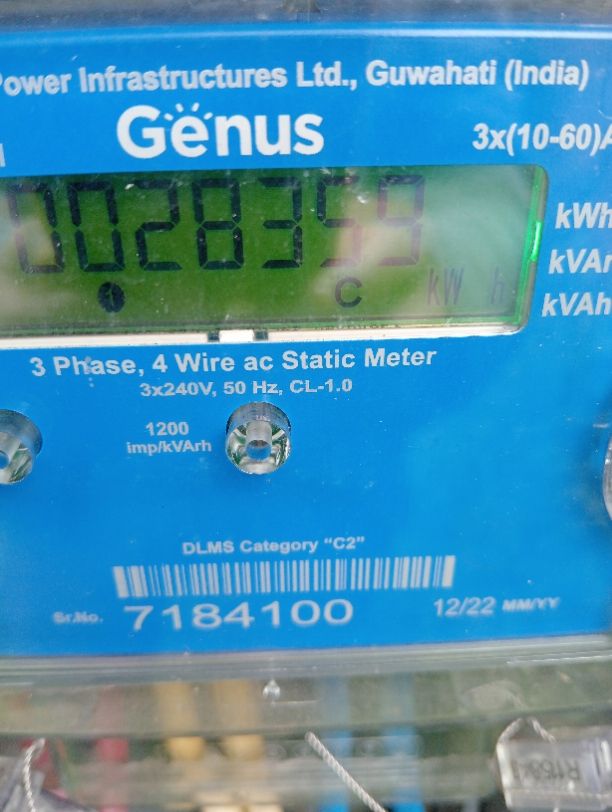 Power Infrastructures Ltd., Guwahati (India)
Genus
3x(10-60)A
0028359
kWh
kWh
kVAr
kVAh
C
3 Phase, 4 Wire ac Static Meter
3x240V, 50 Hz, CL-1.0
1200
imp/kVArh
DLMS Category "C2"
Sr.No. 7184100
12/22 MM/YY